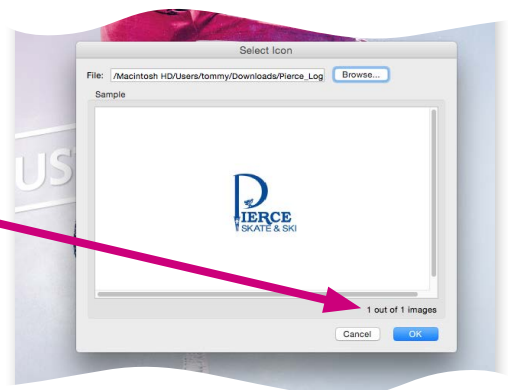 Select Icon
File: /Macintosh HD/Users/tommy/Downloads/Pierce_Log Browse...
Sample
US
PIERCE
SKATE & SKI
1 out of 1 images
Cancel OK